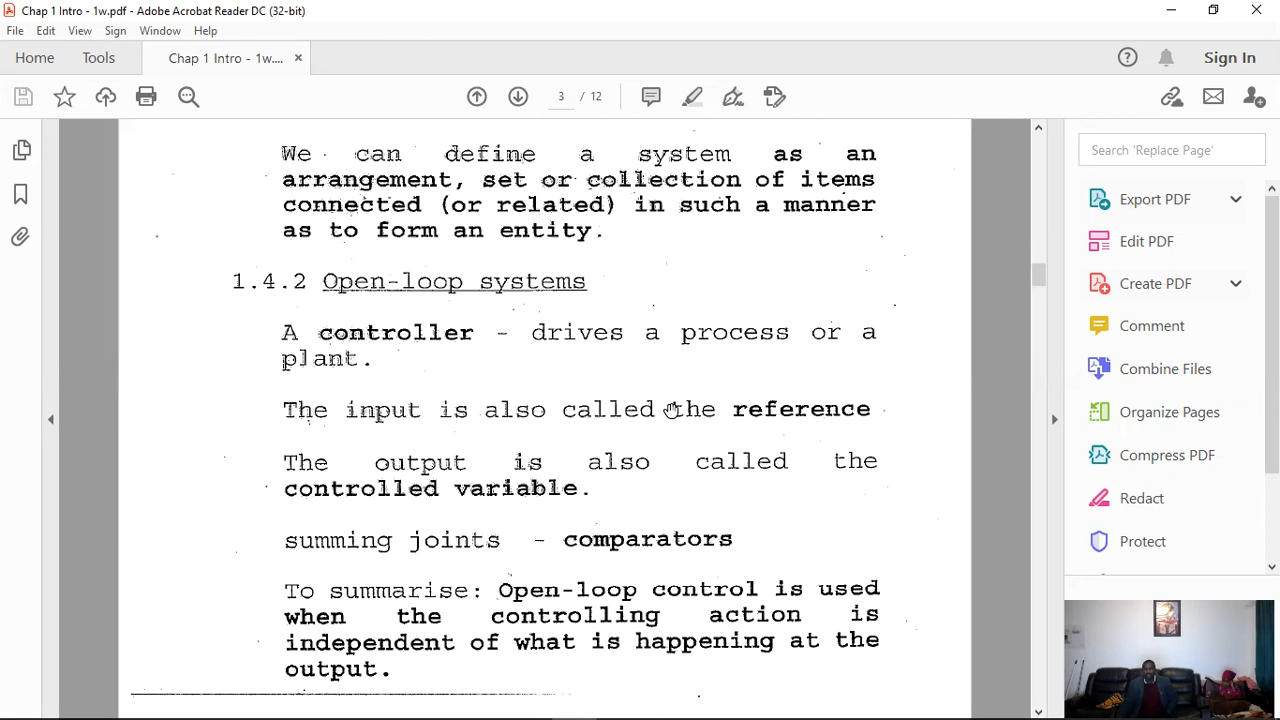 Chap 1 Intro - 1w.pdf - Adobe Acrobat Reader DC (32-bit)
File Edit View Sign Window Help
Home Tools Chap 1 Intro - 1w.... × Sign In
3 / 12
We can define a system as an
arrangement, set or collection of items
connected (or related) in such a manner
as to form an entity.
1.4.2 Open-loop systems
A controller - drives a process or a
plant.
The input is also called the reference
The output is also called the
controlled variable.
summing joints - comparators
To summarise: Open-loop control is used
when the controlling action is
independent of what is happening at the
output.
Search 'Replace Page'
Export PDF
Edit PDF
Create PDF
Comment
Combine Files
Organize Pages
Compress PDF
Redact
Protect